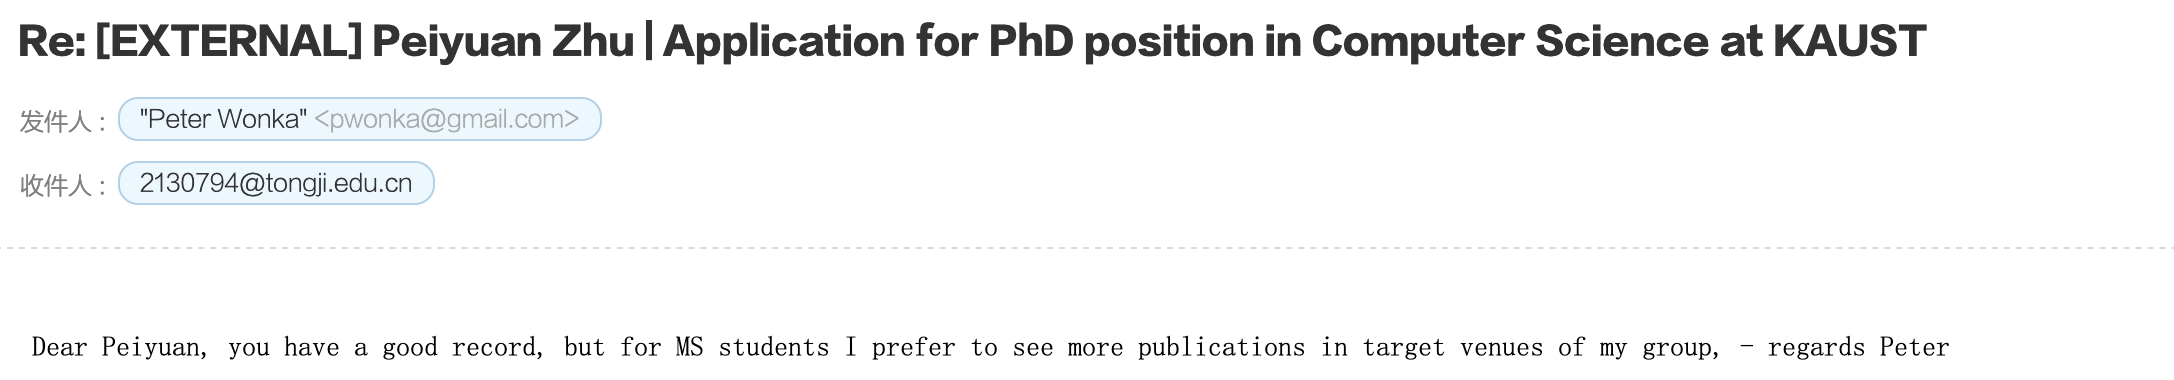 Re: [EXTERNAL] Peiyuan Zhu | Application for PhD position in Computer Science at KAUST
发件人： "Peter Wonka" <pwonka@gmail.com>
收件人： 2130794@tongji.edu.cn
Dear Peiyuan, you have a good record, but for MS students I prefer to see more publications in target venues of my group, - regards Peter